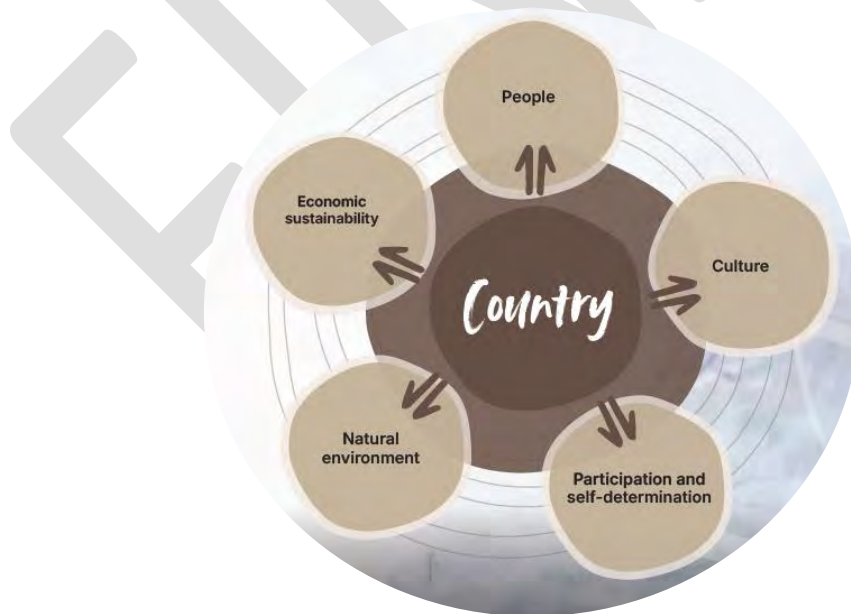 People
Economic
sustainability
Culture
Country
Natural
environment
Participation and
self-determination